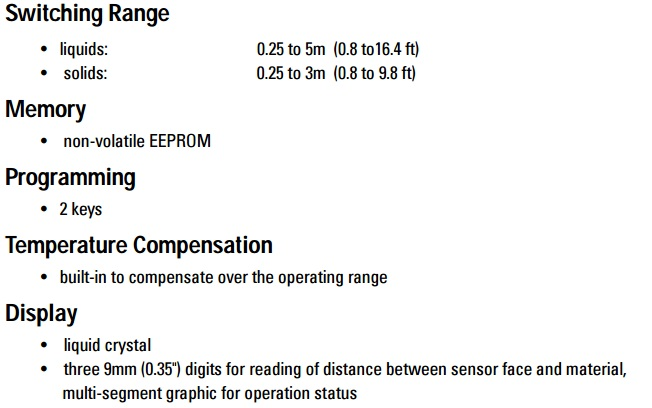 Switching Range
• liquids: 0.25 to 5m (0.8 to16.4 ft)
• solids: 0.25 to 3m (0.8 to 9.8 ft)
Memory
• non-volatile EEPROM
Programming
• 2 keys
Temperature Compensation
• built-in to compensate over the operating range
Display
• liquid crystal
• three 9mm (0.35") digits for reading of distance between sensor face and material,
multi-segment graphic for operation status